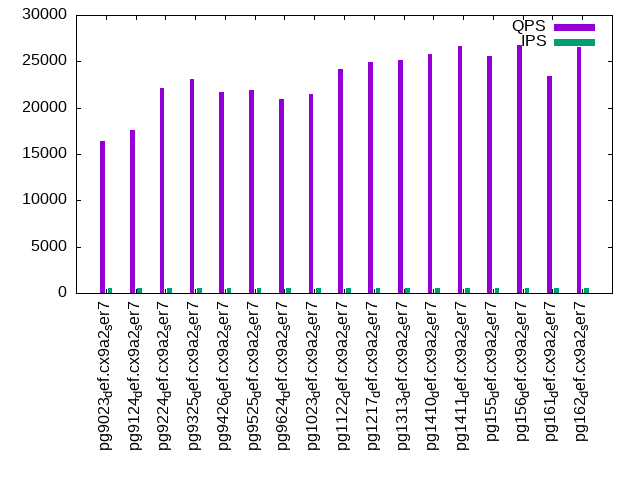 30000
25000
20000
15000
10000
5000
0
QPS
IPS
pg9023def.cx9a2ser7
pg9124def.cx9a2ser7
pg9224def.cx9a2ser7
pg9325def.cx9a2ser7
pg9426def.cx9a2ser7
pg9525def.cx9a2ser7
pg9624def.cx9a2ser7
pg1023def.cx9a2ser7
pg1122def.cx9a2ser7
pg1217def.cx9a2ser7
pg1313def.cx9a2ser7
pg1410def.cx9a2ser7
pg1411def.cx9a2ser7
pg155def.cx9a2ser7
pg156def.cx9a2ser7
pg161def.cx9a2ser7
pg162def.cx9a2ser7